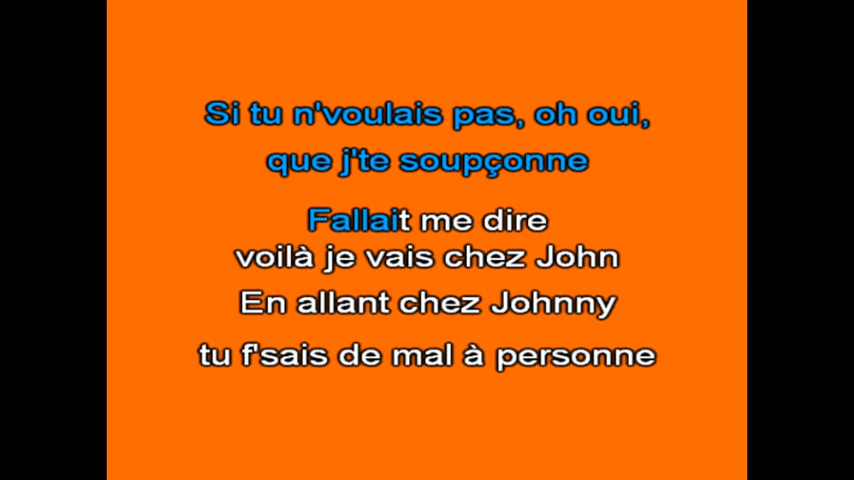 Si tu n'voulais pas, oh oui,
que j'te soupçonne
Fallait me dire
voilà je vais chez John
En allant chez Johnny
tu f'sais de mal à personne